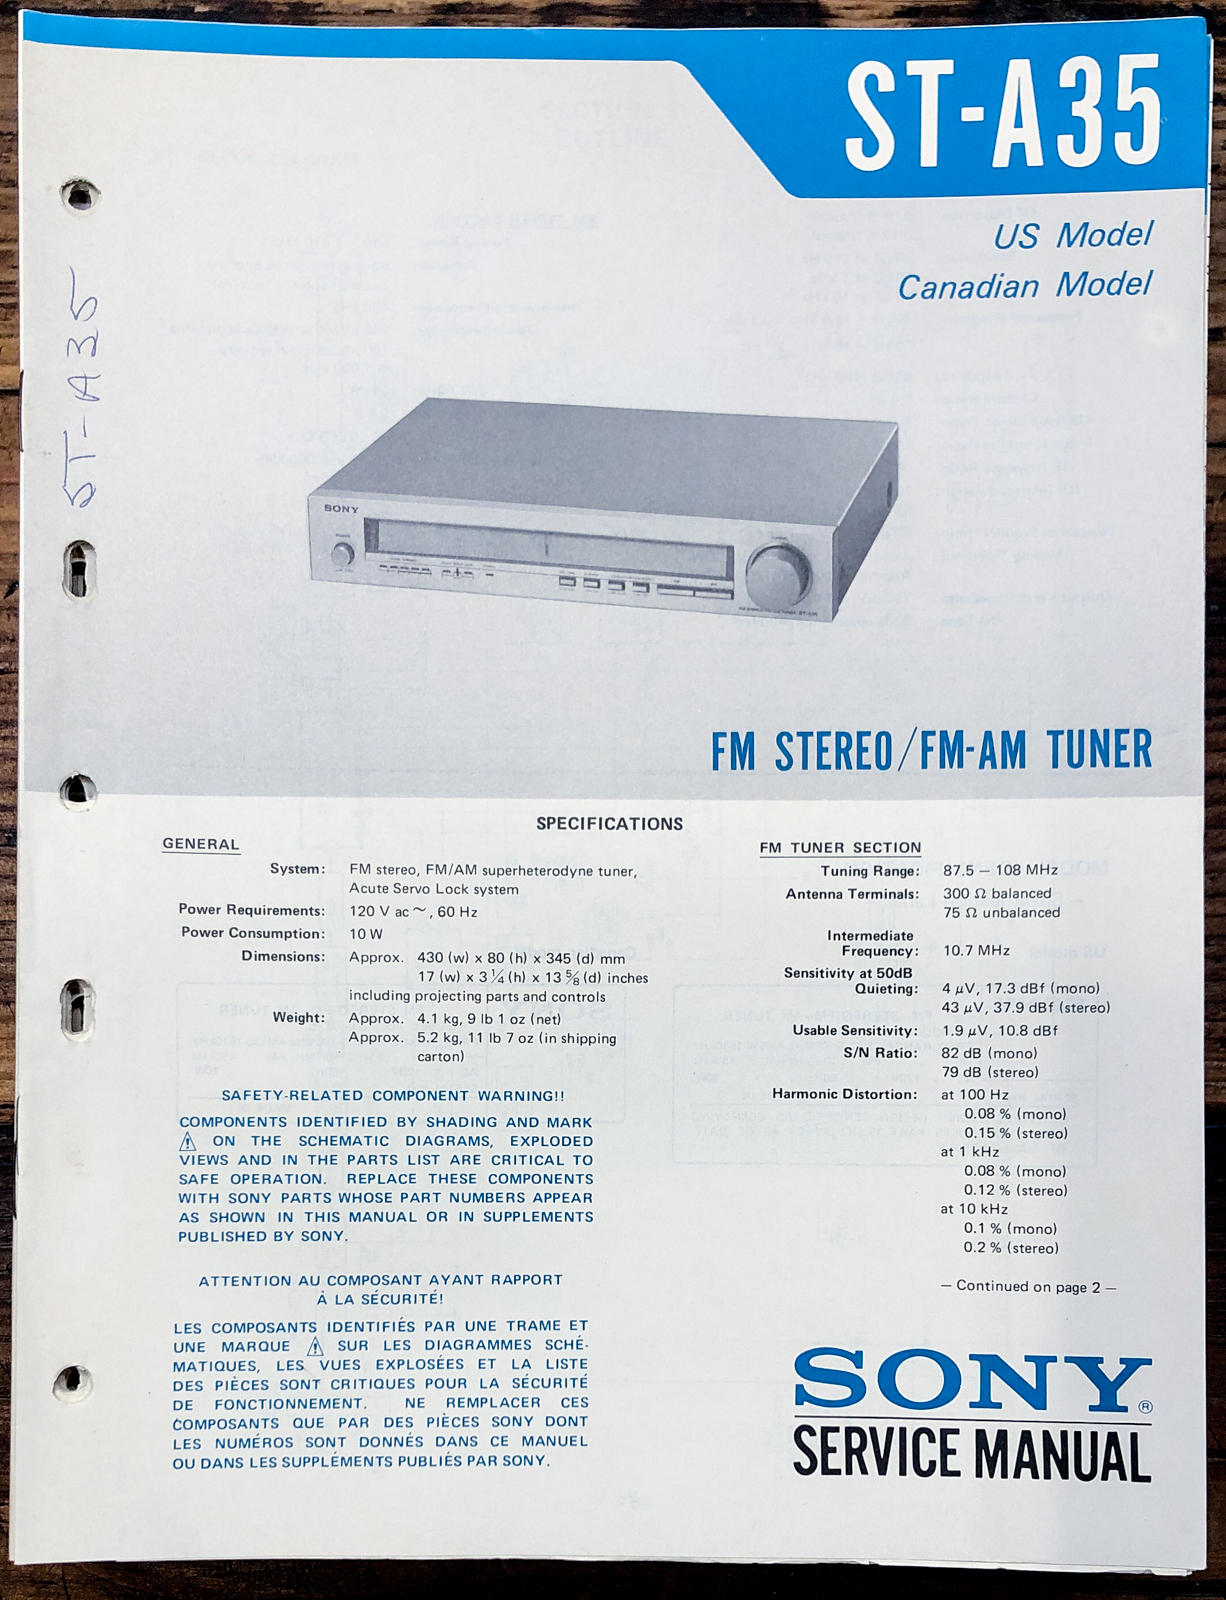 ST-A35
US Model
Canadian Model
ST-A35
SONY
FM STEREO/FM-AM TUNER
SPECIFICATIONS
GENERAL
System: FM stereo, FM/AM superheterodyne tuner,
Acute Servo Lock system
Power Requirements: 120 V ac ～, 60 Hz
Power Consumption: 10 W
Dimensions: Approx. 430 (w) x 80 (h) x 345 (d) mm
17 (w) x 3 ¼ (h) x 13 ⅝ (d) inches
including projecting parts and controls
Weight: Approx. 4.1 kg, 9 lb 1 oz (net)
Approx. 5.2 kg, 11 lb 7 oz (in shipping
carton)
SAFETY-RELATED COMPONENT WARNING!!
COMPONENTS IDENTIFIED BY SHADING AND MARK
⚠ ON THE SCHEMATIC DIAGRAMS, EXPLODED
VIEWS AND IN THE PARTS LIST ARE CRITICAL TO
SAFE OPERATION. REPLACE THESE COMPONENTS
WITH SONY PARTS WHOSE PART NUMBERS APPEAR
AS SHOWN IN THIS MANUAL OR IN SUPPLEMENTS
PUBLISHED BY SONY.
ATTENTION AU COMPOSANT AYANT RAPPORT
À LA SÉCURITÉ!
LES COMPOSANTS IDENTIFIÉS PAR UNE TRAME ET
UNE MARQUE ⚠ SUR LES DIAGRAMMES SCHÉ-
MATIQUES, LES VUES EXPLOSÉES ET LA LISTE
DES PIÈCES SONT CRITIQUES POUR LA SÉCURITÉ
DE FONCTIONNEMENT. NE REMPLACER CES
COMPOSANTS QUE PAR DES PIÈCES SONY DONT
LES NUMÉROS SONT DONNÉS DANS CE MANUEL
OU DANS LES SUPPLÉMENTS PUBLIÉS PAR SONY.
FM TUNER SECTION
Tuning Range: 87.5 — 108 MHz
Antenna Terminals: 300 Ω balanced
75 Ω unbalanced
Intermediate
Frequency: 10.7 MHz
Sensitivity at 50dB
Quieting: 4 µV, 17.3 dBf (mono)
43 µV, 37.9 dBf (stereo)
Usable Sensitivity: 1.9 µV, 10.8 dBf
S/N Ratio: 82 dB (mono)
79 dB (stereo)
Harmonic Distortion: at 100 Hz
0.08 % (mono)
0.15 % (stereo)
at 1 kHz
0.08 % (mono)
0.12 % (stereo)
at 10 kHz
0.1 % (mono)
0.2 % (stereo)
— Continued on page 2 —
SONY®
SERVICE MANUAL